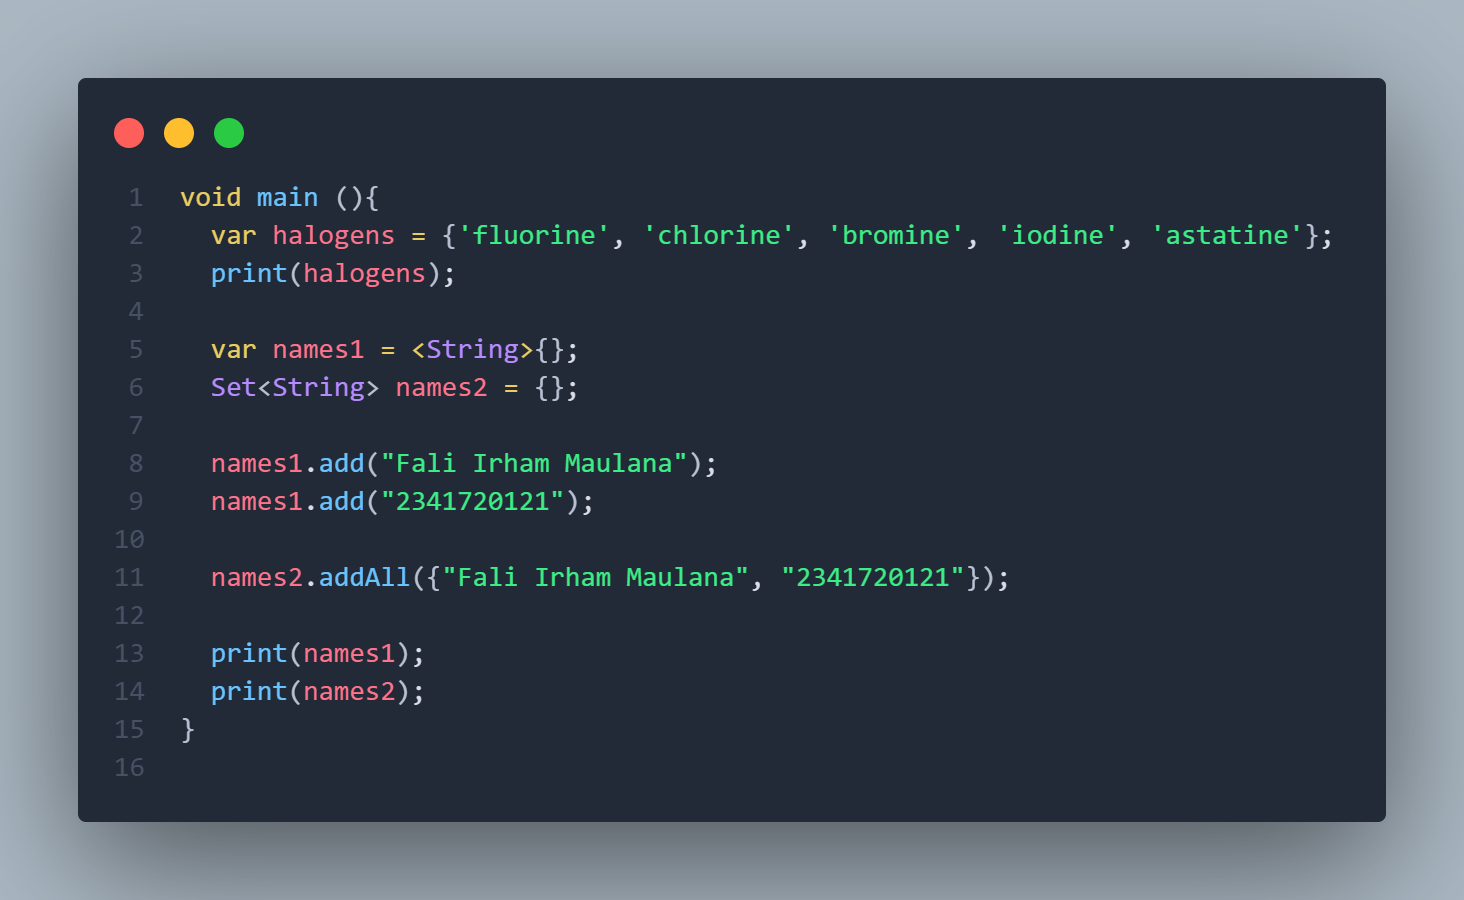 1 void main (){
2   var halogens = {'fluorine', 'chlorine', 'bromine', 'iodine', 'astatine'};
3   print(halogens);
4
5   var names1 = <String>{};
6   Set<String> names2 = {};
7
8   names1.add("Fali Irham Maulana");
9   names1.add("2341720121");
10
11   names2.addAll({"Fali Irham Maulana", "2341720121"});
12
13   print(names1);
14   print(names2);
15 }
16